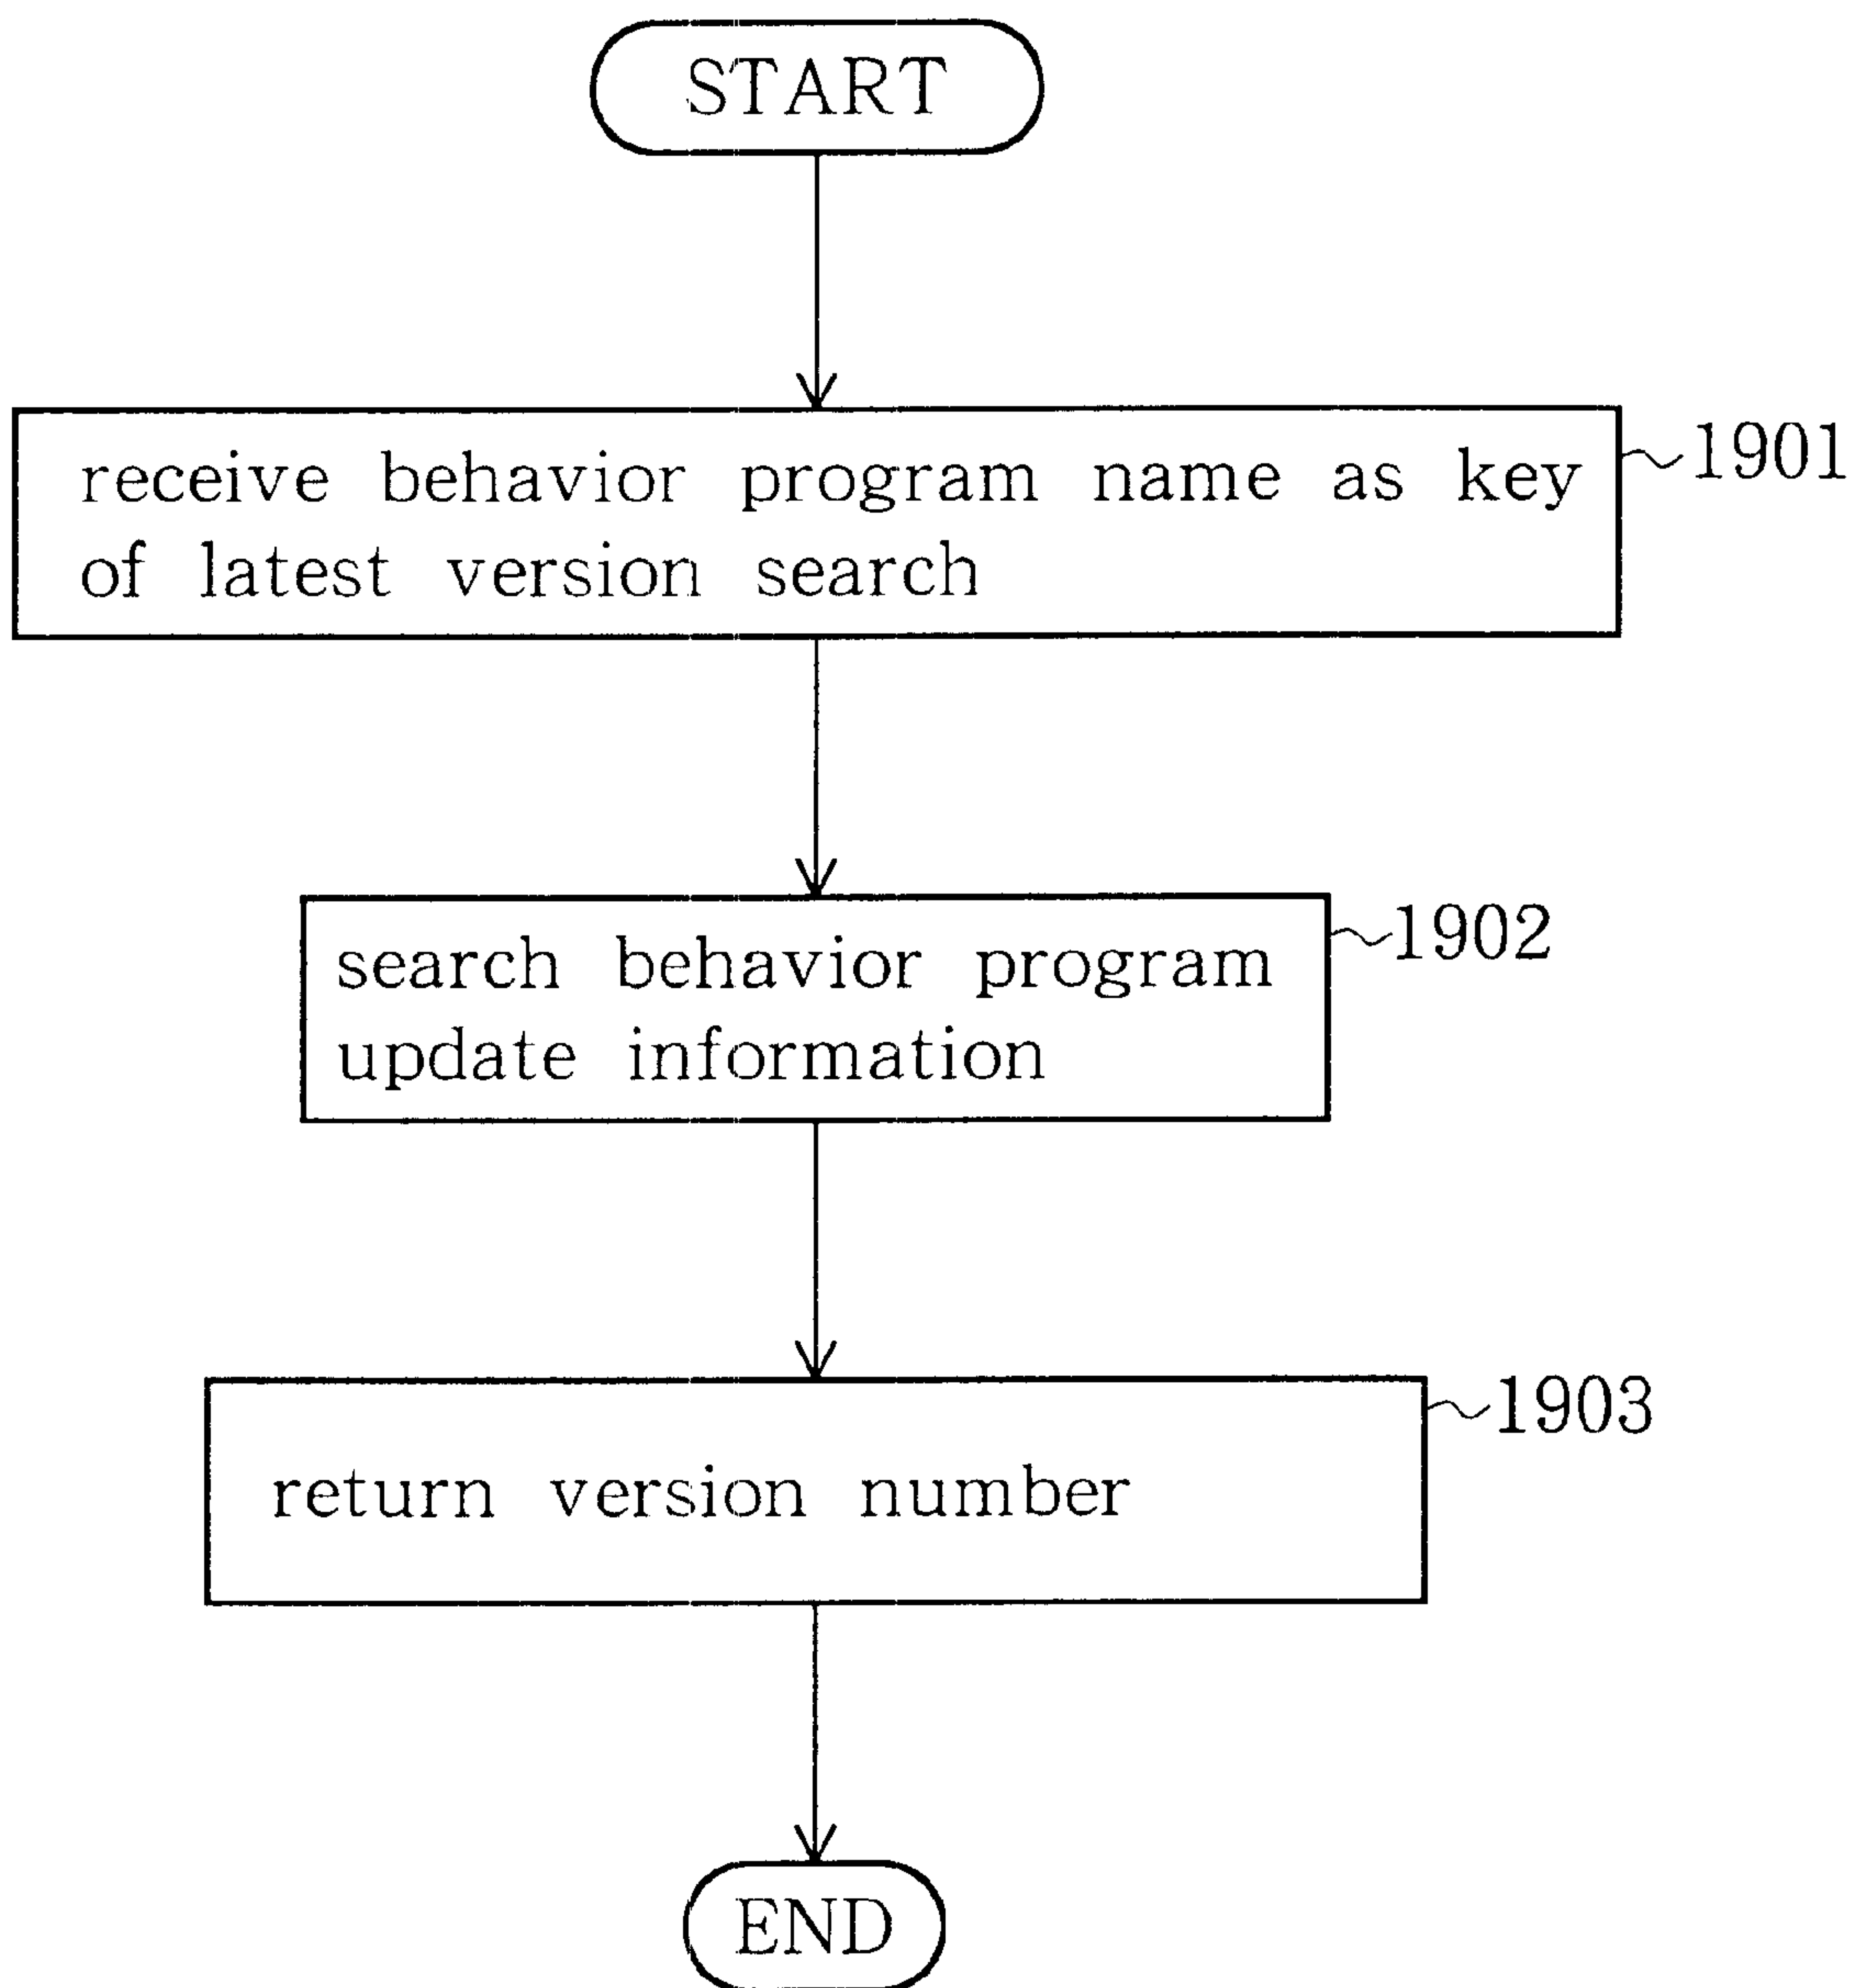 START
receive behavior program name as key
of latest version search
1901
search behavior program
update information
1902
return version number
1903
END